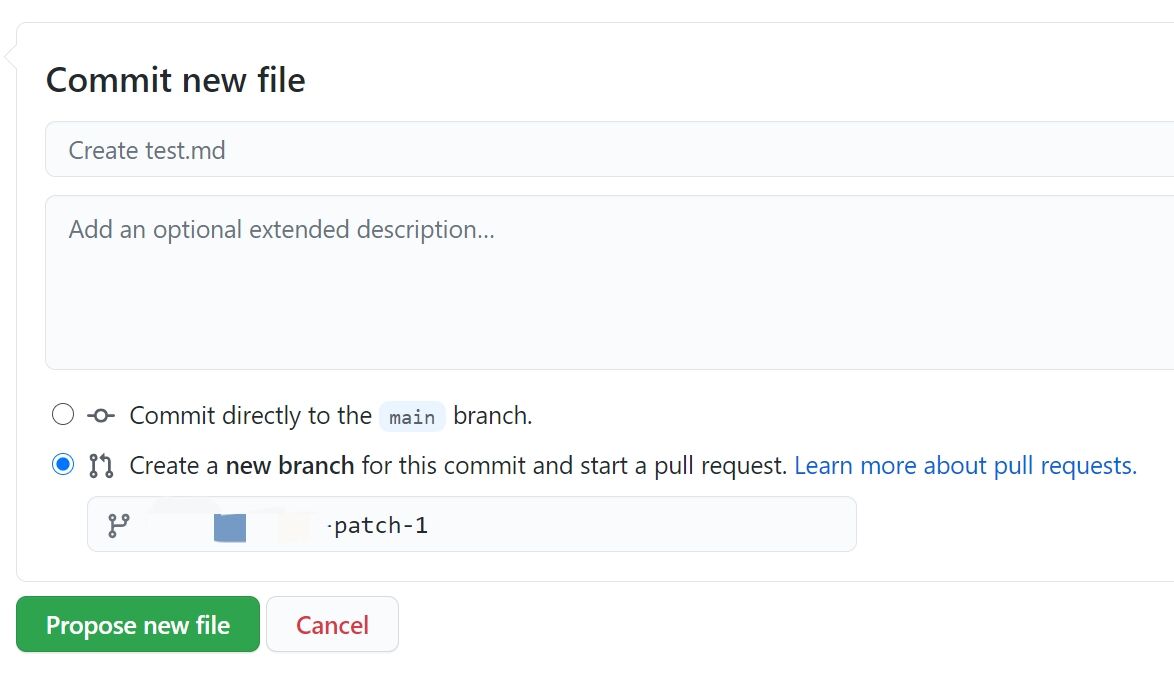 Commit new file
Create test.md
Add an optional extended description...
Commit directly to the main branch.
Create a new branch for this commit and start a pull request. Learn more about pull requests.
-patch-1
Propose new file
Cancel